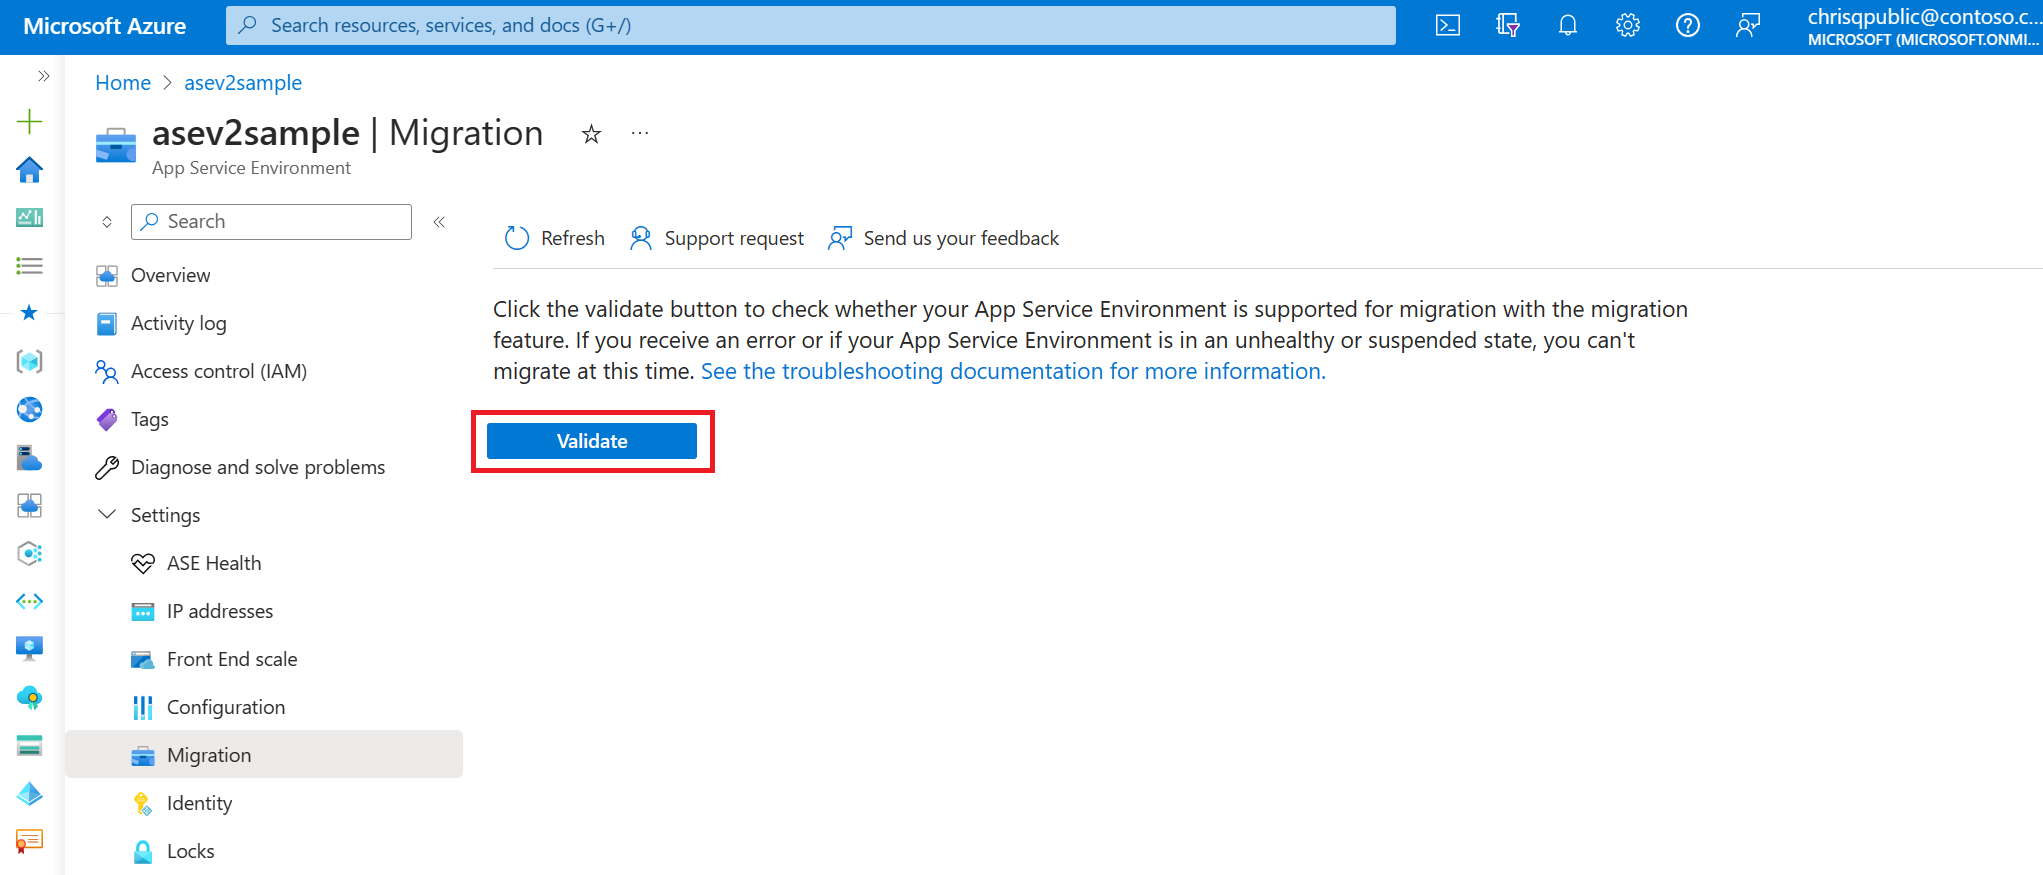 Microsoft Azure
Search resources, services, and docs (G+/)
chrisqpublic@contoso.c...
MICROSOFT (MICROSOFT.ONMI...
Home > asev2sample
asev2sample | Migration
App Service Environment
Search
Refresh
Support request
Send us your feedback
Overview
Activity log
Access control (IAM)
Tags
Diagnose and solve problems
Settings
ASE Health
IP addresses
Front End scale
Configuration
Migration
Identity
Locks
Click the validate button to check whether your App Service Environment is supported for migration with the migration
feature. If you receive an error or if your App Service Environment is in an unhealthy or suspended state, you can't
migrate at this time. See the troubleshooting documentation for more information.
Validate